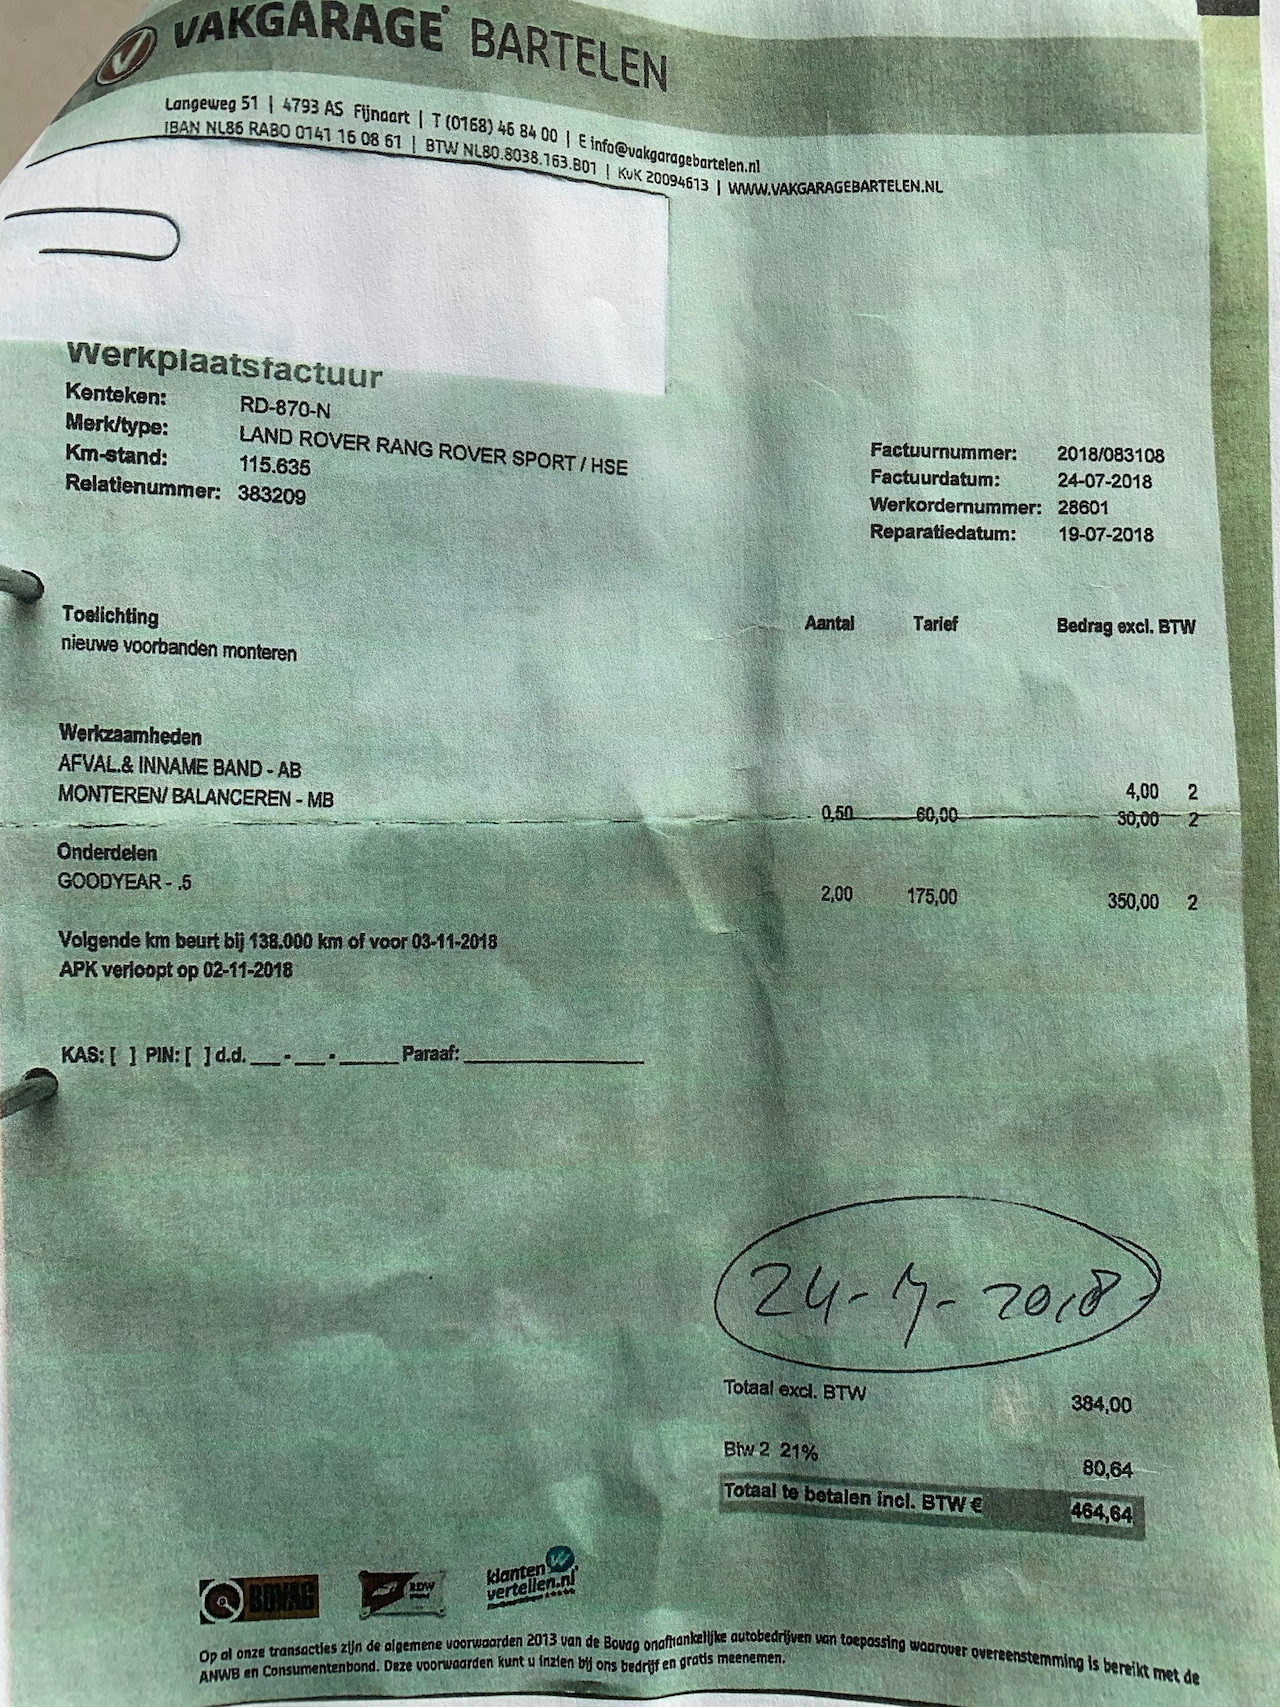 VAKGARAGE BARTELEN
Langeweg 51 | 4793 AS Fijnaart | T (0168) 46 84 00 | E info@vakgaragebartelen.nl
IBAN NL86 RABO 0141 16 08 61 | BTW NL80.8038.163.B01 | KvK 20094613 | WWW.VAKGARAGEBARTELEN.NL
Werkplaatsfactuur
Kenteken: RD-870-N
Merk/type: LAND ROVER RANG ROVER SPORT / HSE
Km-stand: 115.635
Relatienummer: 383209
Factuurnummer: 2018/083108
Factuurdatum: 24-07-2018
Werkordernummer: 28601
Reparatiedatum: 19-07-2018
Toelichting Aantal Tarief Bedrag excl. BTW
nieuwe voorbanden monteren
Werkzaamheden
AFVAL.& INNAME BAND - AB 4,00 2
MONTEREN/ BALANCEREN - MB 0,50 60,00 30,00 2
Onderdelen
GOODYEAR - .5 2,00 175,00 350,00 2
Volgende km beurt bij 138.000 km of voor 03-11-2018
APK verloopt op 02-11-2018
KAS: [ ] PIN: [ ] d.d. ___-___-_____ Paraaf: _______________
24-7-2018
Totaal excl. BTW 384,00
Btw 2 21% 80,64
Totaal te betalen incl. BTW € 464,64
BOVAG
RDW
klanten
vertellen.nl
Op al onze transacties zijn de algemene voorwaarden 2013 van de Bovag onafhankelijke autobedrijven van toepassing waarover overeenstemming is bereikt met de
ANWB en Consumentenbond. Deze voorwaarden kunt u inzien bij ons bedrijf en gratis meenemen.